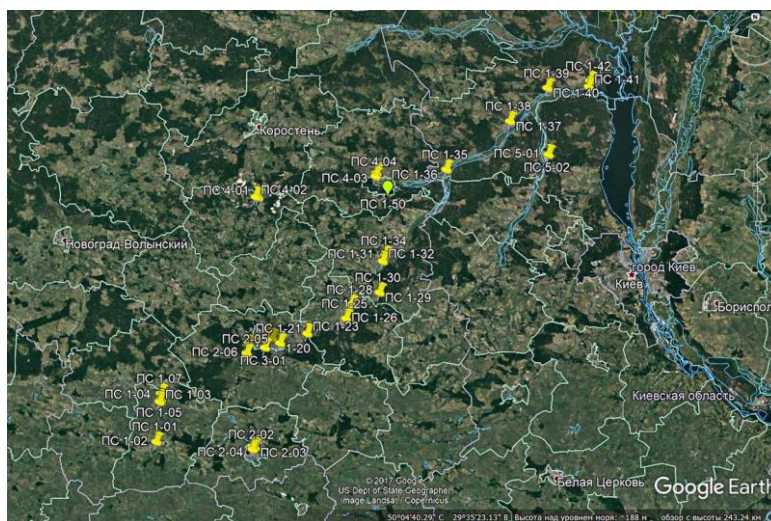 ПС 1-42
ПС 1-39
ПС 1-41
ПС 1-40
ПС 1-38
ПС 1-37
Коростень
ПС 5-01
ПС 5-02
ПС 4-04
ПС 1-35
ПС 4-03
ПС 1-36
ПС 4-01
ПС 4-02
ПС 1-50
Новоград-Волынский
ПС 1-34
ПС 1-31
ПС 1-32
город Киев
Киев
ПС 1-30
ПС 1-28
ПС 1-29
Борисполь
ПС 1-25
ПС 1-26
ПС 1-21
ПС 1-23
ПС 2-05
1-20
ПС 2-06
ПС 3-01
ПС 1-07
ПС 1-04
ПС 1-03
Киевская область
ПС 1-05
ПС 1-01
ПС 1-02
ПС 2-02
ПС 2-04
ПС 2-03
© 2017 Google
US Dept of State Geographer
Image Landsat / Copernicus
Белая Церковь
Google Earth
50°04'40.29" С 29°35'23.13" В Высота над уровнем моря: ~188 м обзор с высоты 243.24 км